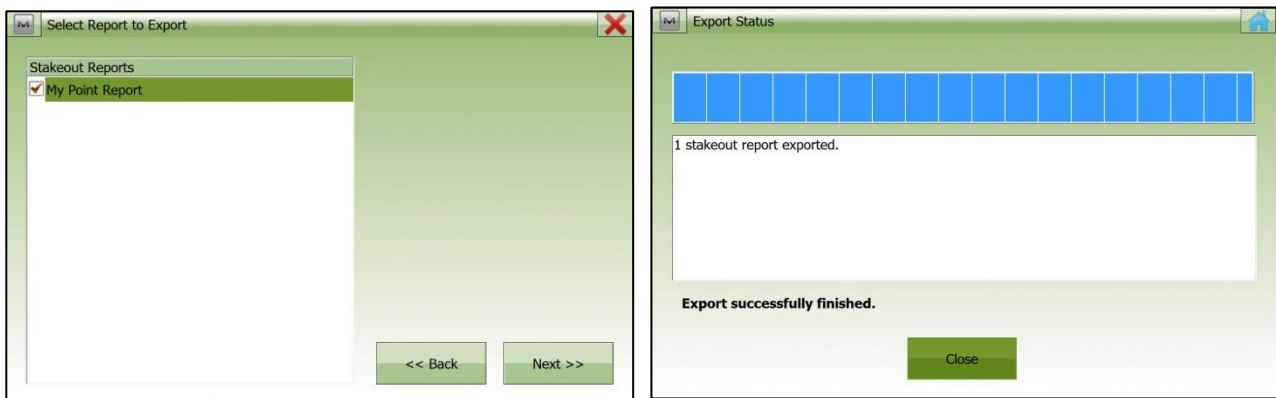 Select Report to Export
Stakeout Reports
My Point Report
<< Back
Next >>
Export Status
1 stakeout report exported.
Export successfully finished.
Close